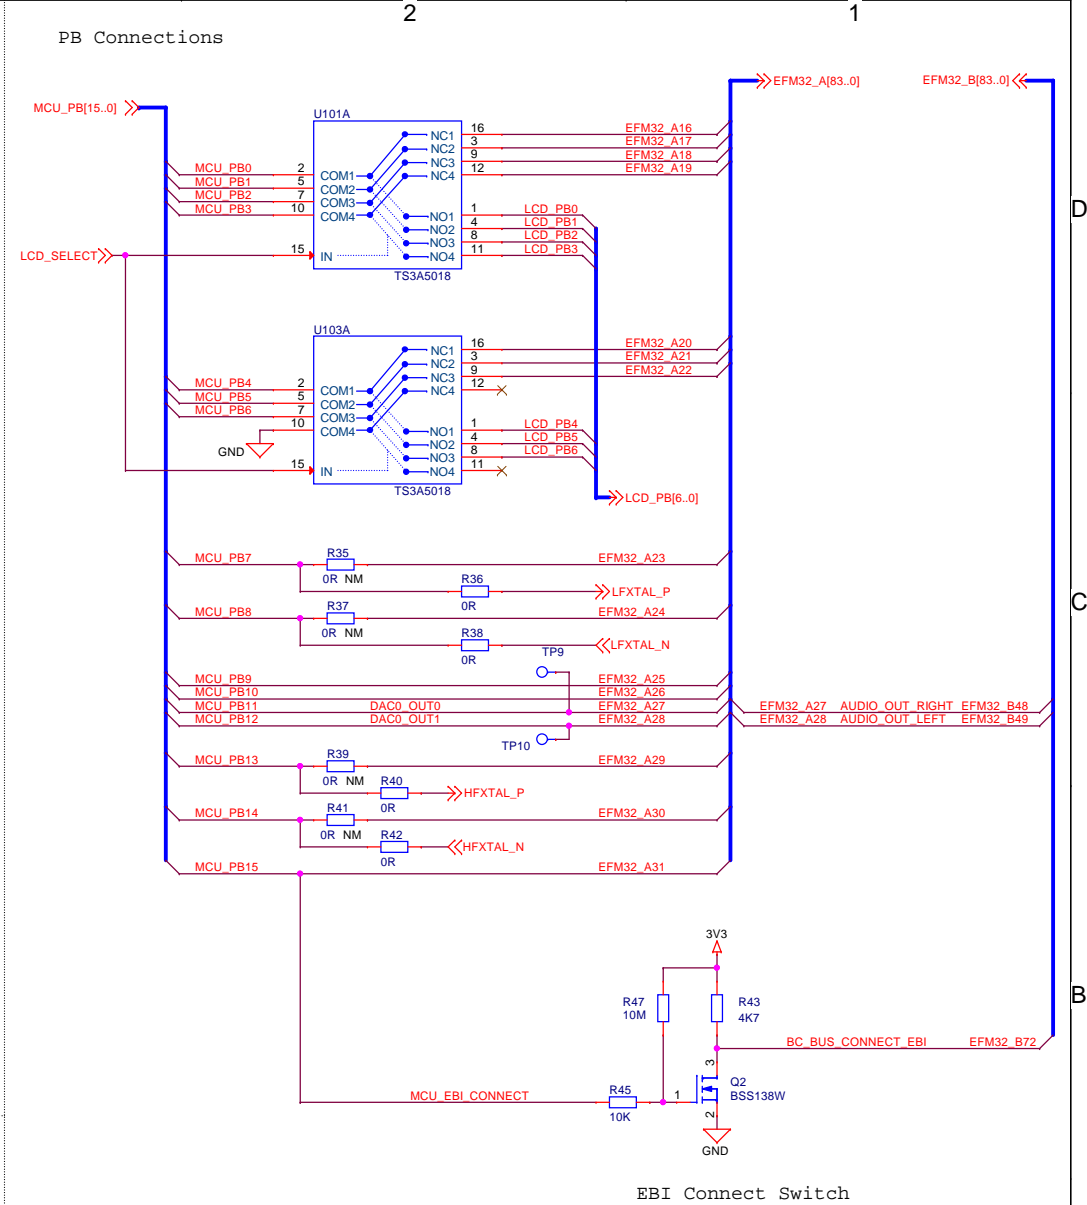 2 1
PB Connections
EFM32_A[83..0] EFM32_B[83..0]
MCU_PB[15..0]
U101A
16 EFM32_A16
NC1
3 EFM32_A17
NC2
9 EFM32_A18
NC3
MCU_PB0 2 COM1 12 EFM32_A19
NC4
MCU_PB1 5 COM2
MCU_PB2 7 COM3
MCU_PB3 10 COM4
NO1 1 LCD_PB0
NO2 4 LCD_PB1
NO3 8 LCD_PB2
NO4 11 LCD_PB3
D
LCD_SELECT 15 IN
TS3A5018
U103A
NC1 16 EFM32_A20
NC2 3 EFM32_A21
NC3 9 EFM32_A22
NC4 12
MCU_PB4 2 COM1
MCU_PB5 5 COM2
MCU_PB6 7 COM3
10 COM4
NO1 1 LCD_PB4
NO2 4 LCD_PB5
NO3 8 LCD_PB6
NO4 11
GND
15 IN
TS3A5018
LCD_PB[6..0]
MCU_PB7 R35 EFM32_A23
0R NM
R36 LFXTAL_P
0R
C
MCU_PB8 R37 EFM32_A24
0R NM
R38 LFXTAL_N
0R
TP9
MCU_PB9 EFM32_A25
MCU_PB10 EFM32_A26
MCU_PB11 DAC0_OUT0 EFM32_A27 EFM32_A27 AUDIO_OUT_RIGHT EFM32_B48
MCU_PB12 DAC0_OUT1 EFM32_A28 EFM32_A28 AUDIO_OUT_LEFT EFM32_B49
TP10
MCU_PB13 R39 EFM32_A29
0R NM
R40 HFXTAL_P
0R
MCU_PB14 R41 EFM32_A30
0R NM
R42 HFXTAL_N
0R
MCU_PB15 EFM32_A31
3V3
B
R47 R43
10M 4K7
BC_BUS_CONNECT_EBI EFM32_B72
3
MCU_EBI_CONNECT R45 1 Q2
10K BSS138W
2
GND
EBI Connect Switch